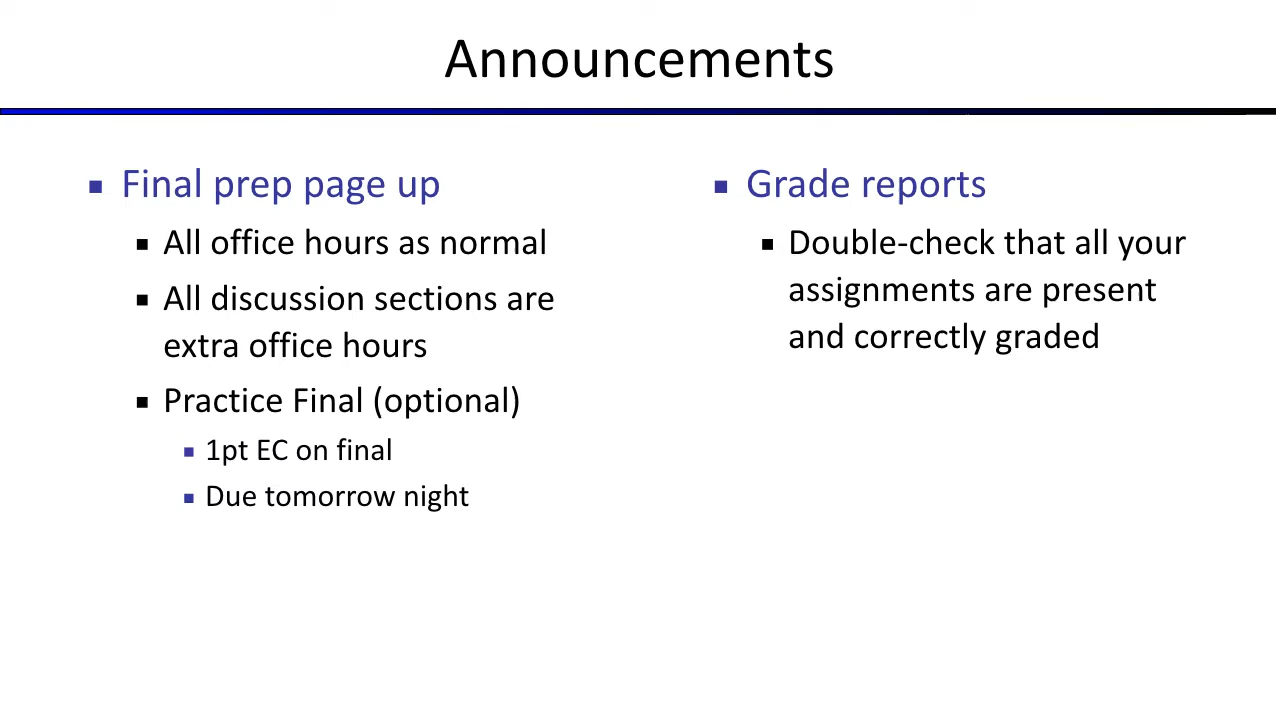 Announcements
Final prep page up
All office hours as normal
All discussion sections are
extra office hours
Practice Final (optional)
1pt EC on final
Due tomorrow night
Grade reports
Double-check that all your
assignments are present
and correctly graded